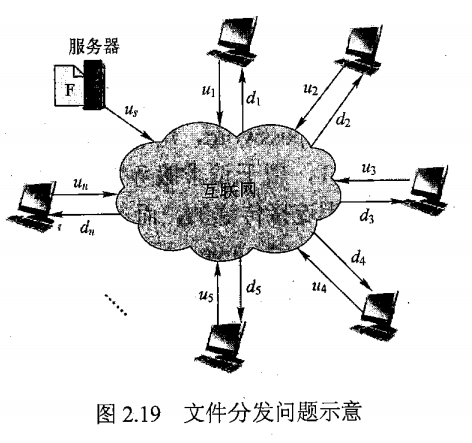 服务器
F
u_s
u_1
d_1
u_2
d_2
u_3
d_3
d_4
u_4
u_5
d_5
u_n
d_n
互联网
图 2.19 文件分发问题示意